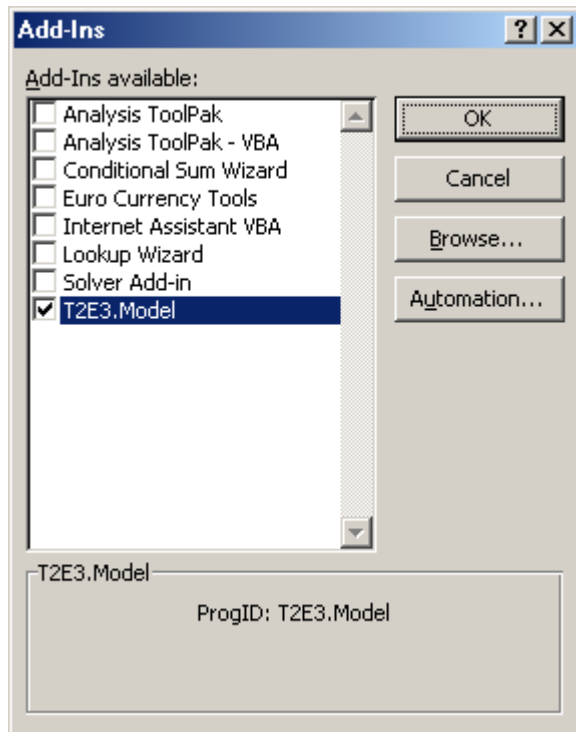 Add-Ins
Add-Ins available:
Analysis ToolPak
Analysis ToolPak - VBA
Conditional Sum Wizard
Euro Currency Tools
Internet Assistant VBA
Lookup Wizard
Solver Add-in
T2E3.Model
OK
Cancel
Browse...
Automation...
T2E3.Model
ProgID: T2E3.Model